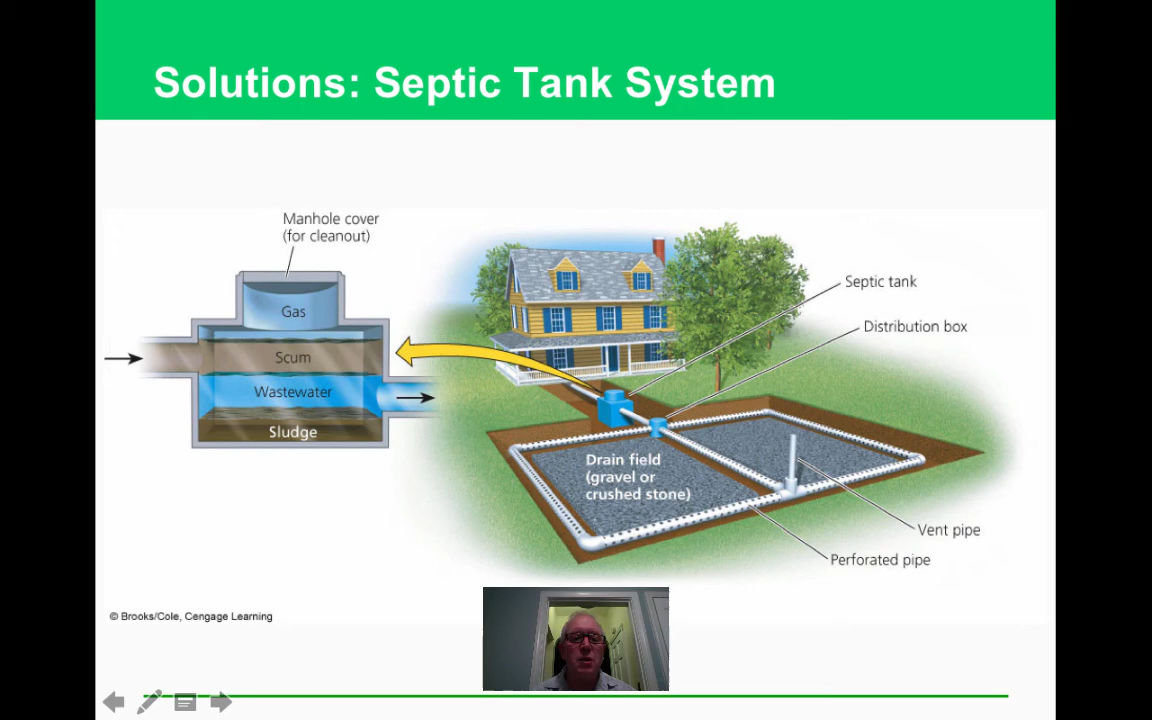 Solutions: Septic Tank System
Manhole cover
(for cleanout)
Gas
Scum
Wastewater
Sludge
Septic tank
Distribution box
Drain field
(gravel or
crushed stone)
Vent pipe
Perforated pipe
© Brooks/Cole, Cengage Learning